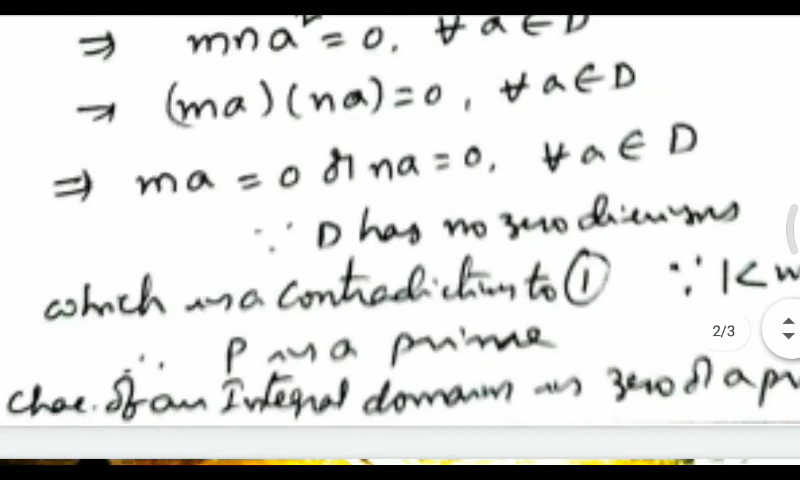 ⇒ mna² = 0, ∀ a ∈ D
→ (ma)(na) = 0, ∀ a ∈ D
⇒ ma = 0 or na = 0, ∀ a ∈ D
∵ D has no zero divisors
which is a contradiction to ① ∵ 1<
2/3
∴ P is a prime
Chac. of an Integral domain is zero or a